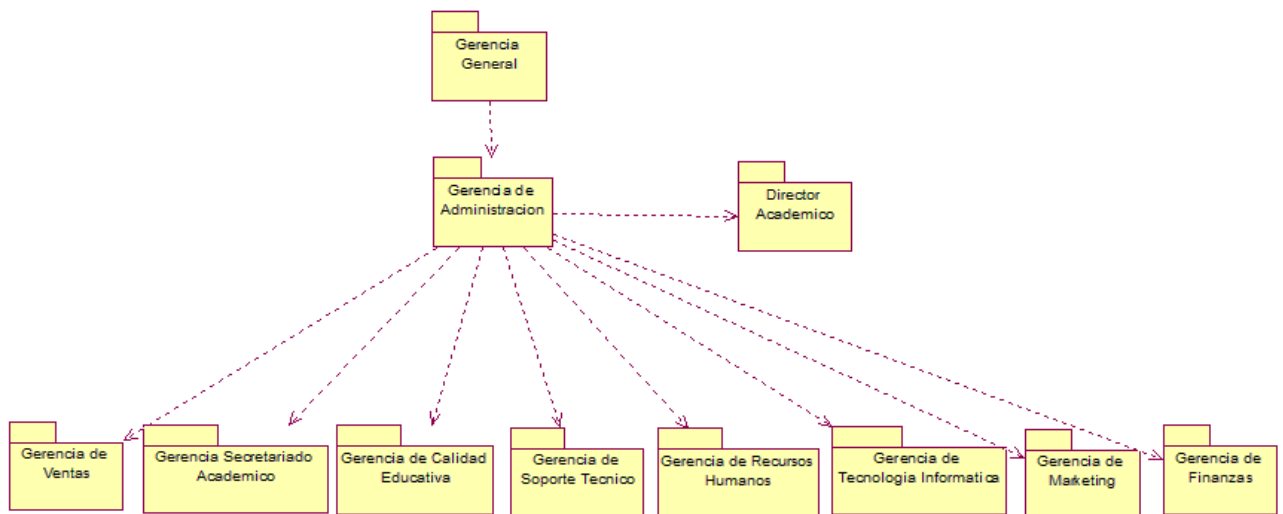 Gerencia
General
Gerencia de
Administracion
Director
Academico
Gerencia de
Ventas
Gerencia Secretariado
Academico
Gerencia de Calidad
Educativa
Gerencia de
Soporte Tecnico
Gerencia de Recursos
Humanos
Gerencia de
Tecnologia Informatica
Gerencia de
Marketing
Gerencia de
Finanzas